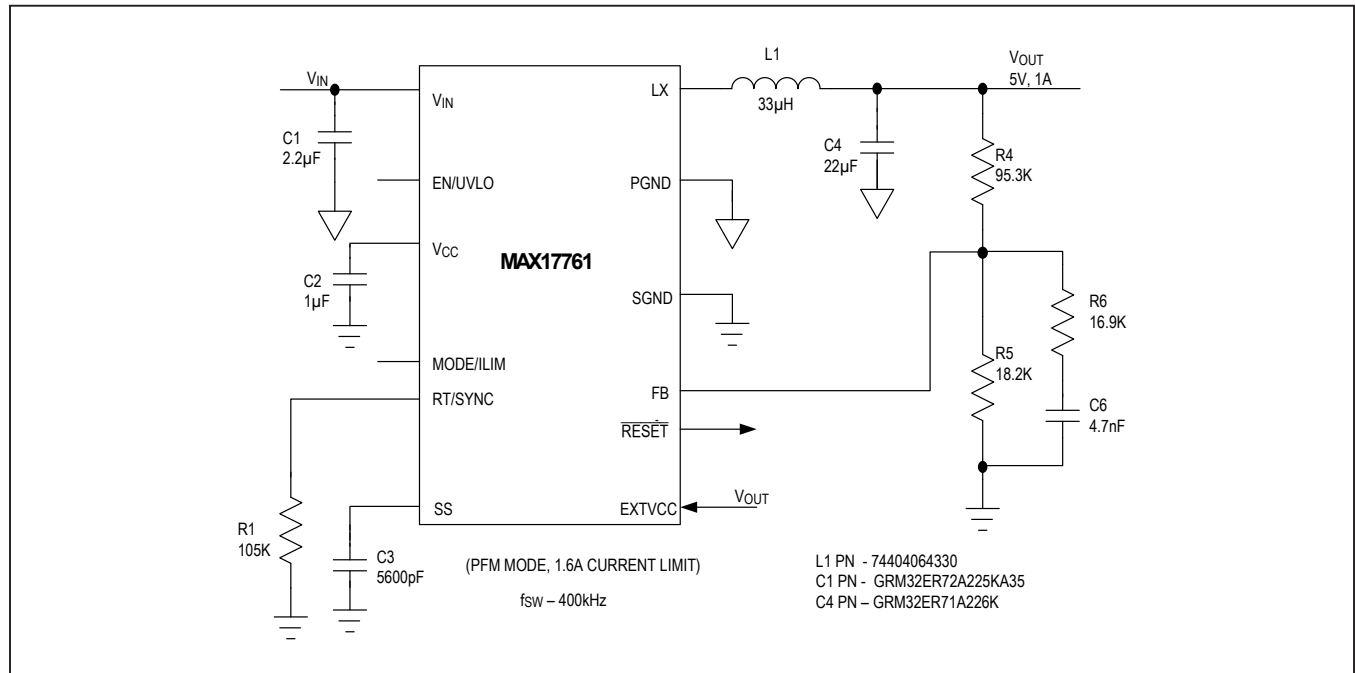 VIN
C1
2.2µF
VIN
EN/UVLO
VCC
C2
1µF
MODE/ILIM
RT/SYNC
R1
105K
SS
C3
5600pF
MAX17761
LX
PGND
SGND
FB
RESET
EXTVCC
VOUT
L1
33µH
C4
22µF
VOUT
5V, 1A
R4
95.3K
R5
18.2K
R6
16.9K
C6
4.7nF
(PFM MODE, 1.6A CURRENT LIMIT)
fSW – 400kHz
L1 PN - 74404064330
C1 PN - GRM32ER72A225KA35
C4 PN – GRM32ER71A226K